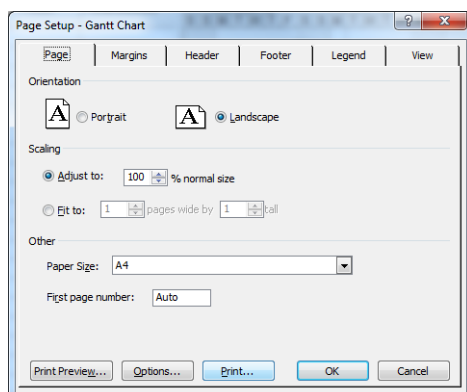 Page Setup - Gantt Chart
Page Margins Header Footer Legend View
Orientation
A Portrait A Landscape
Scaling
Adjust to: 100 % normal size
Fit to: 1 pages wide by 1 tall
Other
Paper Size: A4
First page number: Auto
Print Preview... Options... Print... OK Cancel